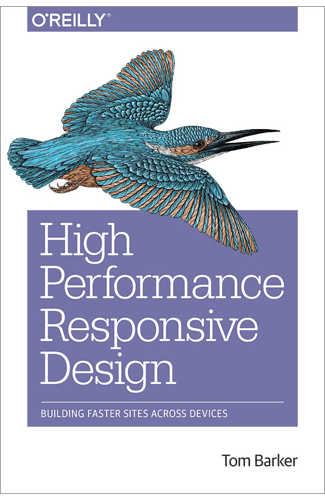 O'REILLY®
High
Performance
Responsive
Design
BUILDING FASTER SITES ACROSS DEVICES
Tom Barker